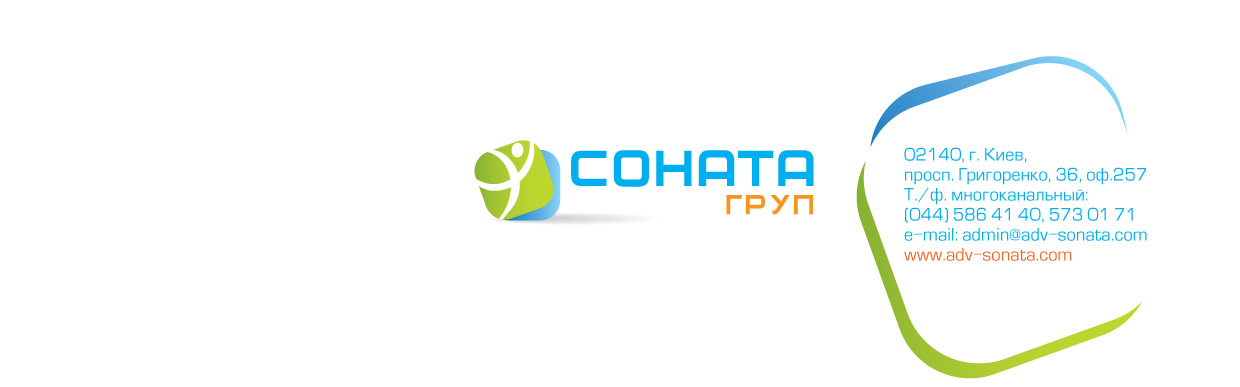 СОНАТА
ГРУП
02140, г. Киев,
просп. Григоренко, 36, оф.257
Т./ф. многоканальный:
(044) 586 41 40, 573 01 71
e-mail: admin@adv-sonata.com
www.adv-sonata.com